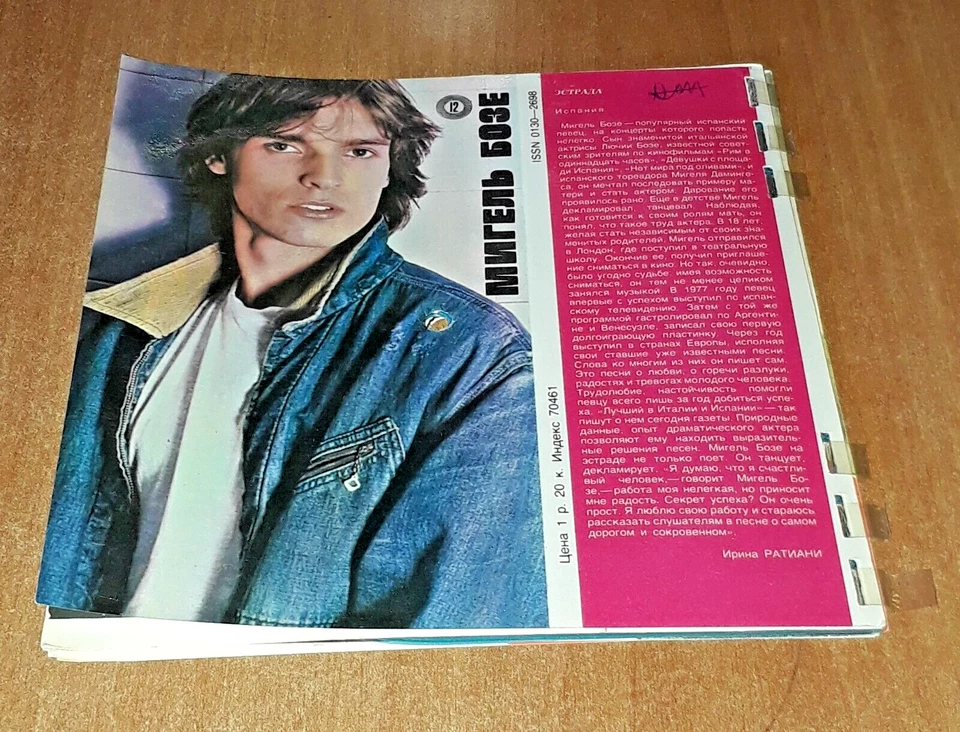 12
МИГЕЛЬ БОЗЕ
ISSN 0130—2698
Цена 1 р. 20 к. Индекс 70461
ЭСТРАДА
Испания
Мигель Бозе — популярный испанский
певец, на концерты которого попасть
нелегко. Сын знаменитой итальянской
актрисы Лючии Бозе, известной совет-
ским зрителям по кинофильмам «Рим в
одиннадцать часов», «Девушки с площа-
ди Испания», «Нет мира под оливами», и
испанского тореадора Мигеля Даминге-
са, он мечтал последовать примеру ма-
тери и стать актером. Дарование его
проявилось рано. Еще в детстве Мигель
декламировал, танцевал. Наблюдая,
как готовится к своим ролям мать, он
понял, что такое труд актера. В 18 лет,
желая стать независимым от своих зна-
менитых родителей, Мигель отправился
в Лондон, где поступил в театральную
школу. Окончив ее, получил приглаше-
ние сниматься в кино. Но так, очевидно,
было угодно судьбе: имея возможность
сниматься, он тем не менее целиком
занялся музыкой. В 1977 году певец
впервые с успехом выступил по испан-
скому телевидению. Затем с той же
программой гастролировал по Аргенти-
не и Венесуэле, записал свою первую
долгоиграющую пластинку. Через год
выступил в странах Европы, исполняя
свои ставшие уже известными песни.
Слова ко многим из них он пишет сам.
Это песни о любви, о горечи разлуки,
радостях и тревогах молодого человека.
Трудолюбие, настойчивость помогли
певцу всего лишь за год добиться успе-
ха. «Лучший в Италии и Испании» — так
пишут о нем сегодня газеты. Природные
данные, опыт драматического актера
позволяют ему находить выразитель-
ные решения песен. Мигель Бозе на
эстраде не только поет. Он танцует,
декламирует. «Я думаю, что я счастли-
вый человек, — говорит Мигель Бо-
зе, — работа моя нелегкая, но приносит
мне радость. Секрет успеха? Он очень
прост. Я люблю свою работу и стараюсь
рассказать слушателям в песне о самом
дорогом и сокровенном».
Ирина РАТИАНИ